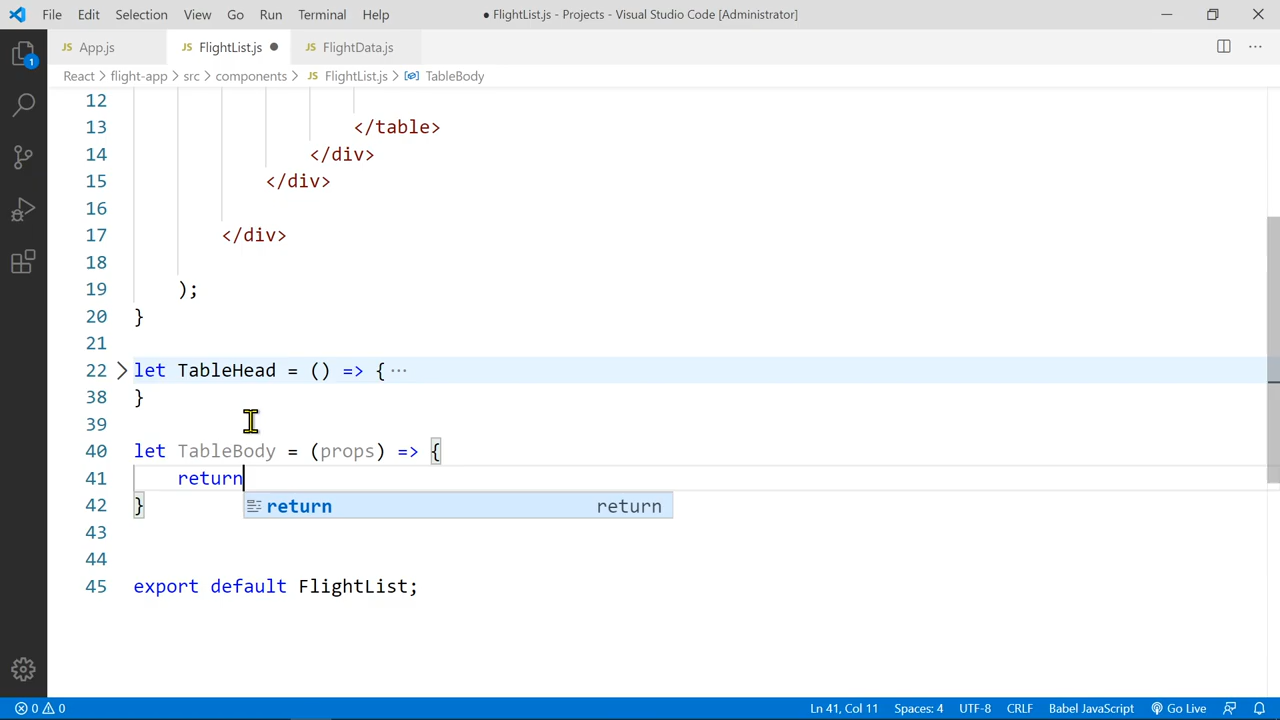 File Edit Selection View Go Run Terminal Help ● FlightList.js - Projects - Visual Studio Code [Administrator]
JS App.js JS FlightList.js ● JS FlightData.js
React > flight-app > src > components > JS FlightList.js > TableBody
1
12
13 </table>
14 </div>
15 </div>
16
17 </div>
18
19 );
20 }
21
22 let TableHead = () => { ···
38 }
39
40 let TableBody = (props) => {
41 return
42 }
return return
43
44
45 export default FlightList;
0 0 Ln 41, Col 11 Spaces: 4 UTF-8 CRLF Babel JavaScript Go Live